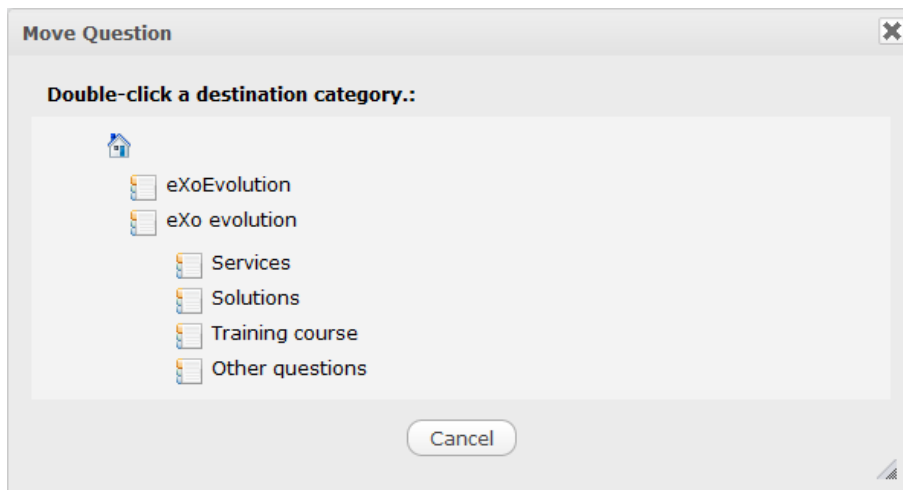 Move Question
Double-click a destination category.:
eXoEvolution
eXo evolution
Services
Solutions
Training course
Other questions
Cancel